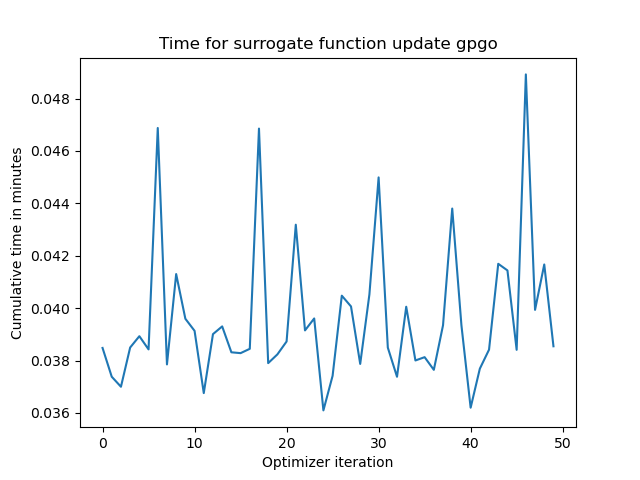 Time for surrogate function update gpgo
Cumulative time in minutes
0.048
0.046
0.044
0.042
0.040
0.038
0.036
0 10 20 30 40 50
Optimizer iteration